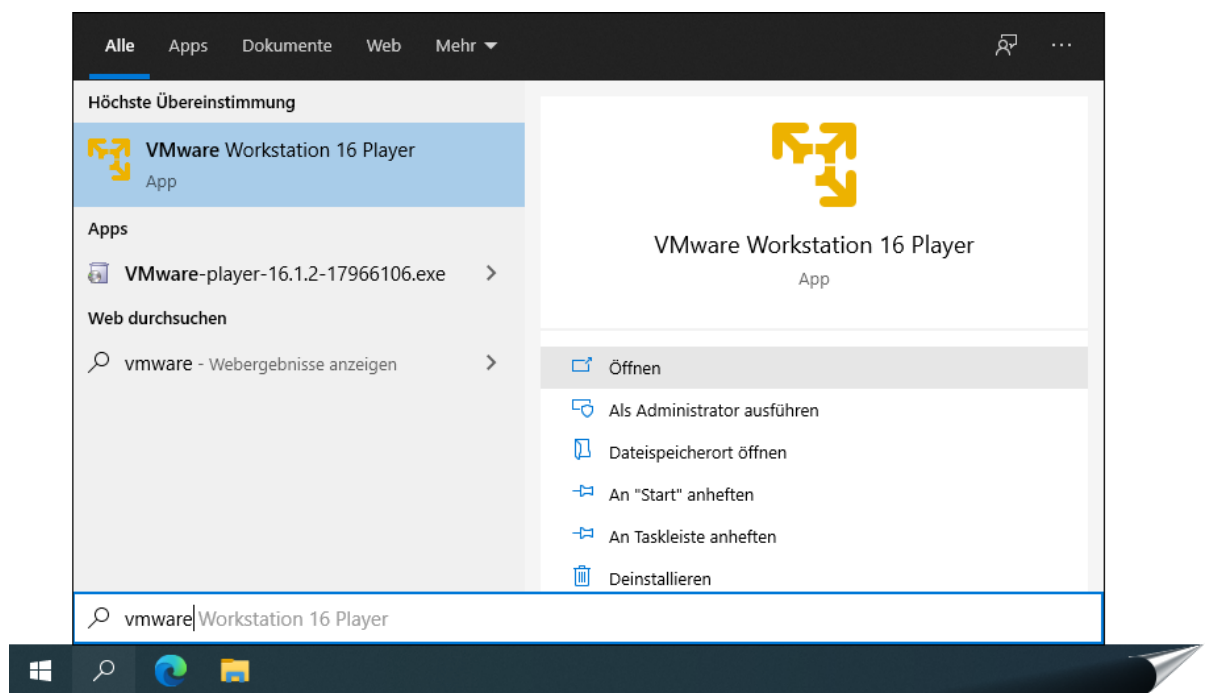 Alle Apps Dokumente Web Mehr
Höchste Übereinstimmung
VMware Workstation 16 Player
App
Apps
VMware-player-16.1.2-17966106.exe
Web durchsuchen
vmware - Webergebnisse anzeigen
VMware Workstation 16 Player
App
Öffnen
Als Administrator ausführen
Dateispeicherort öffnen
An "Start" anheften
An Taskleiste anheften
Deinstallieren
vmware Workstation 16 Player